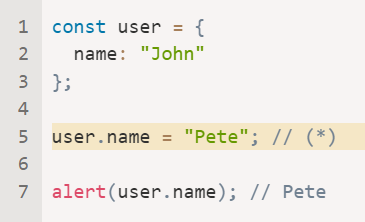 1 const user = {
2   name: "John"
3 };
4
5 user.name = "Pete"; // (*)
6
7 alert(user.name); // Pete